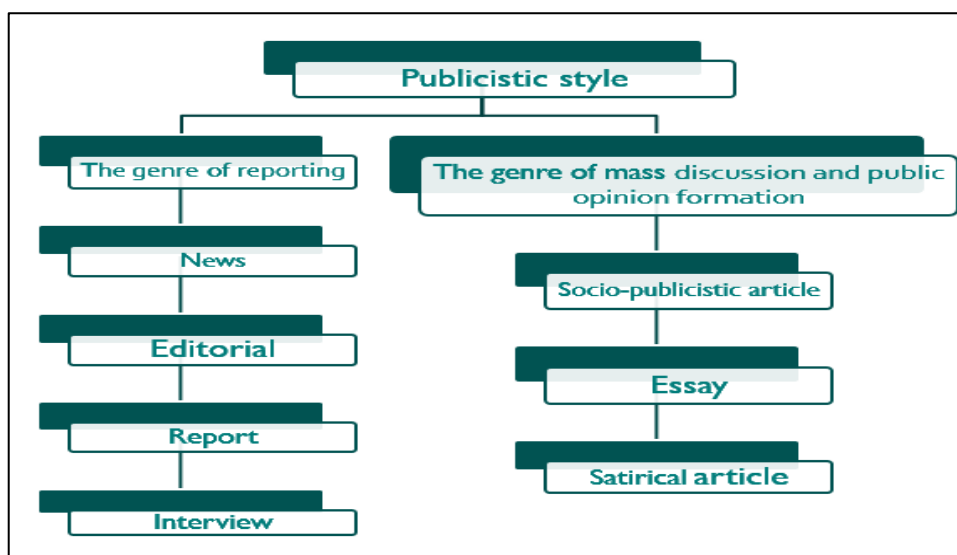 Publicistic style
The genre of reporting
News
Editorial
Report
Interview
The genre of mass discussion and public
opinion formation
Socio-publicistic article
Essay
Satirical article